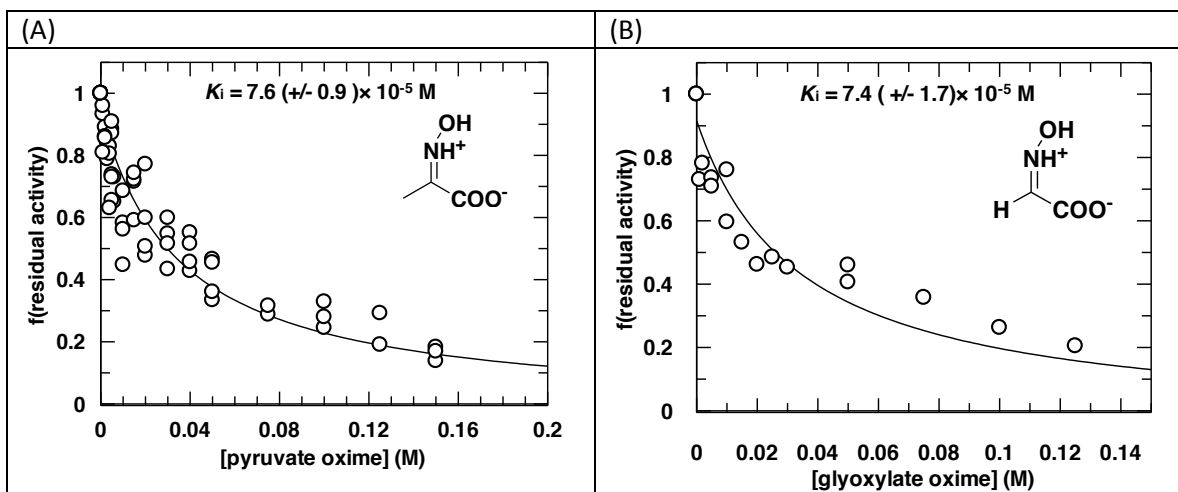 (A)
Ki = 7.6 (+/- 0.9 )× 10-5 M
OH
NH+
COO-
f(residual activity)
1
0.8
0.6
0.4
0.2
0
0 0.04 0.08 0.12 0.16 0.2
[pyruvate oxime] (M)
(B)
Ki = 7.4 ( +/- 1.7)× 10-5 M
OH
NH+
H COO-
f(residual activity)
1
0.8
0.6
0.4
0.2
0
0 0.02 0.04 0.06 0.08 0.1 0.12 0.14
[glyoxylate oxime] (M)